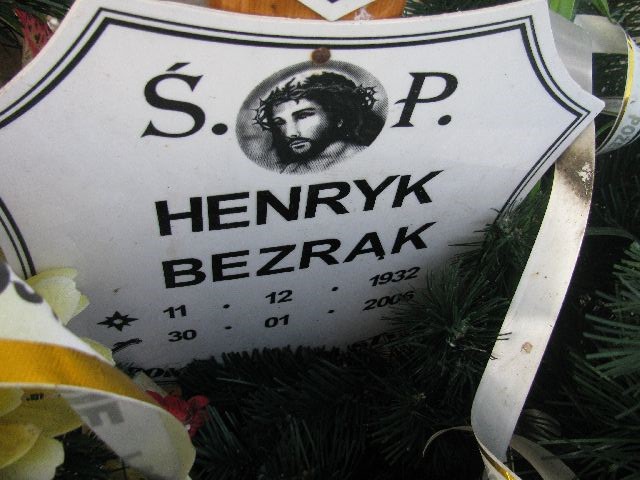 Ś. P.
HENRYK
BEZRĄK
11 · 12 · 1932
30 · 01 · 2006